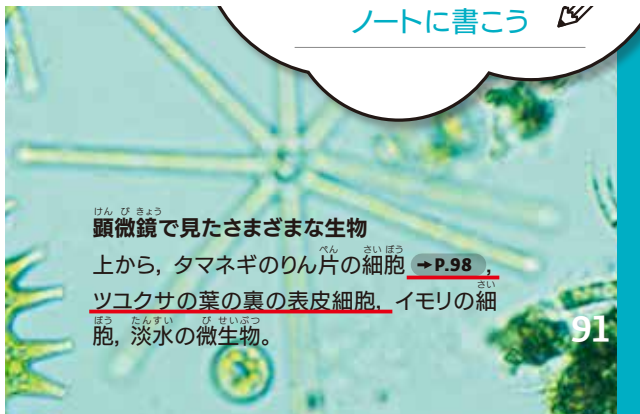 ノートに書こう
顕微鏡で見たさまざまな生物
上から，タマネギのりん片の細胞 →P.98 ，
ツユクサの葉の裏の表皮細胞，イモリの細
胞，淡水の微生物。
91